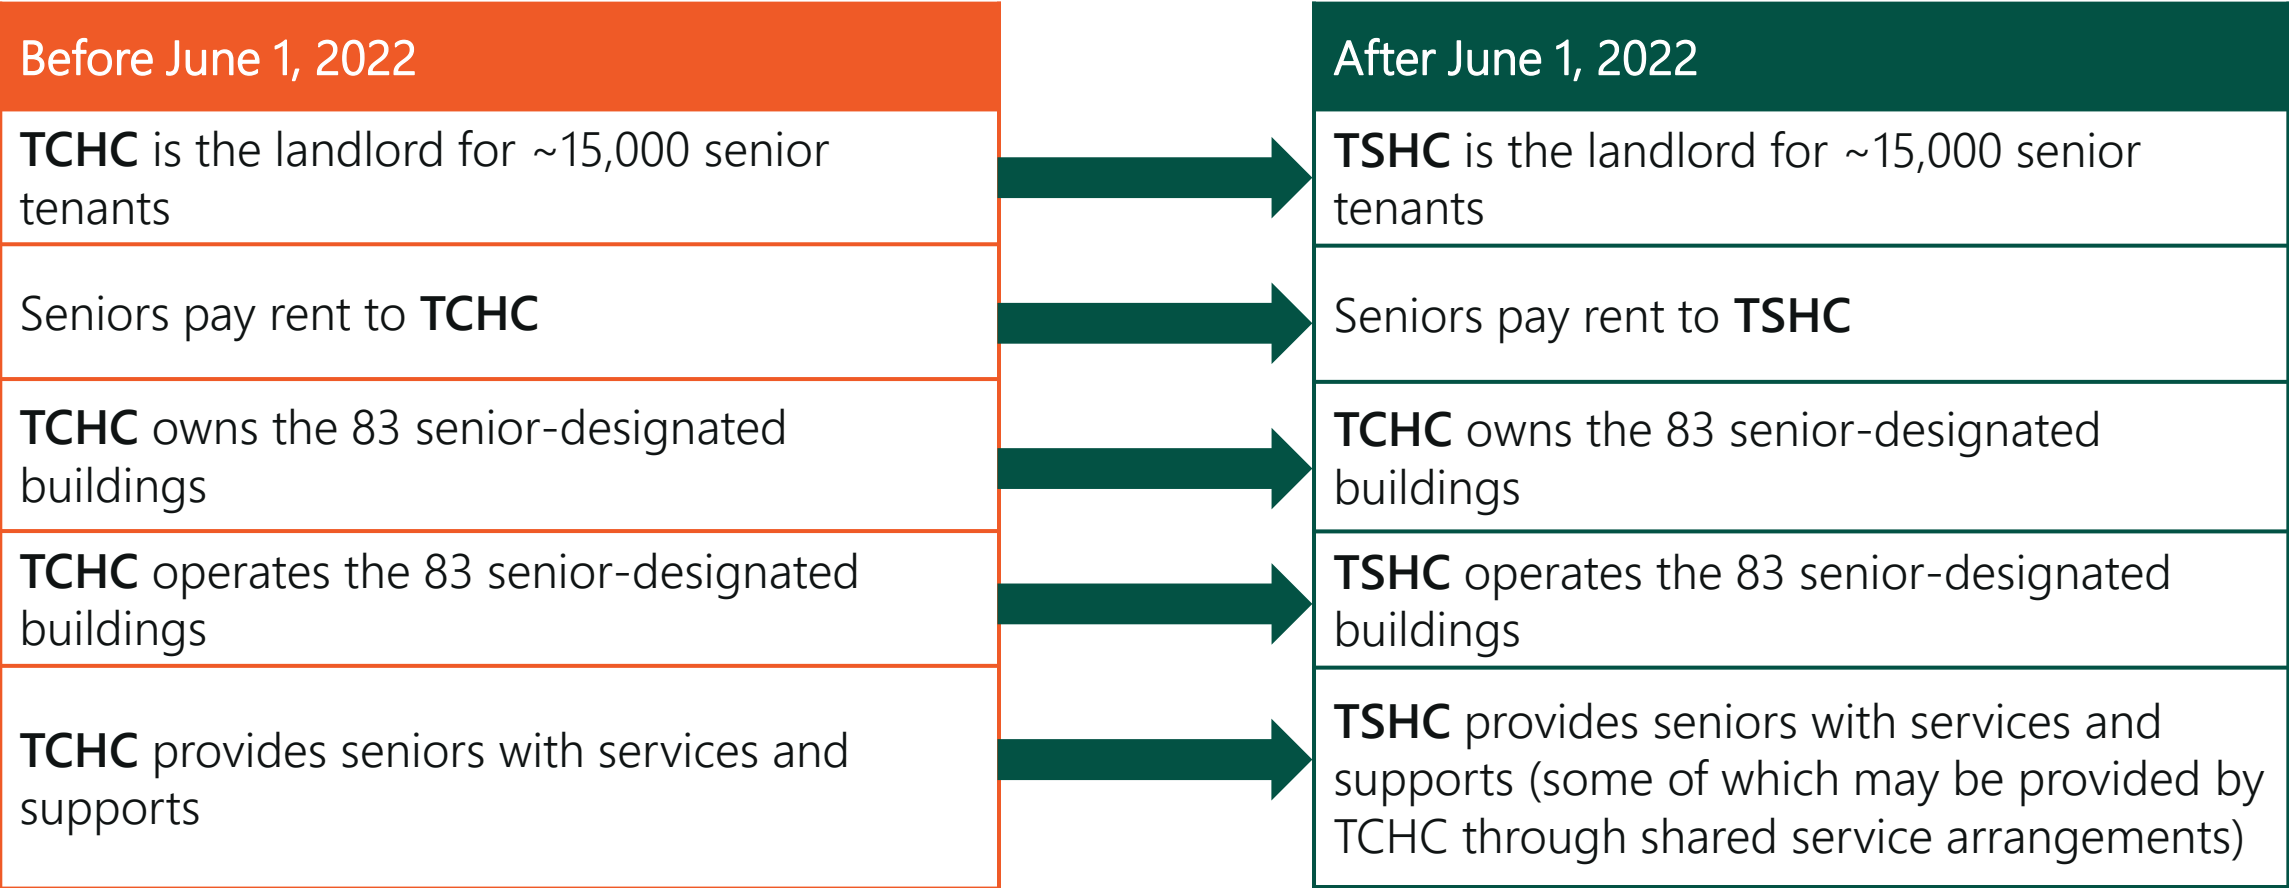 Before June 1, 2022
After June 1, 2022
TCHC is the landlord for ~15,000 senior
tenants
TSHC is the landlord for ~15,000 senior
tenants
Seniors pay rent to TCHC
Seniors pay rent to TSHC
TCHC owns the 83 senior-designated
buildings
TCHC owns the 83 senior-designated
buildings
TCHC operates the 83 senior-designated
buildings
TSHC operates the 83 senior-designated
buildings
TCHC provides seniors with services and
supports
TSHC provides seniors with services and
supports (some of which may be provided by
TCHC through shared service arrangements)